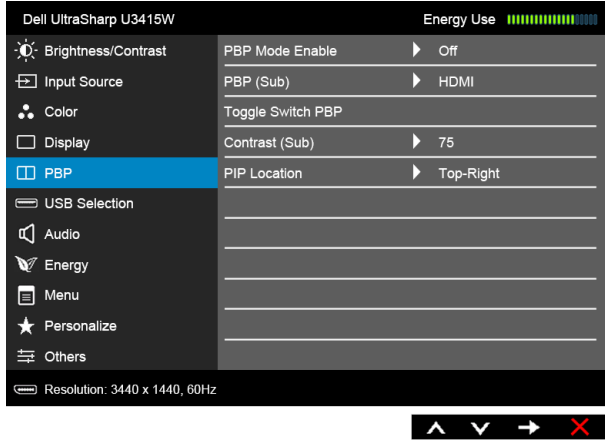 Dell UltraSharp U3415W Energy Use
Brightness/Contrast
Input Source
Color
Display
PBP
USB Selection
Audio
Energy
Menu
Personalize
Others
PBP Mode Enable Off
PBP (Sub) HDMI
Toggle Switch PBP
Contrast (Sub) 75
PIP Location Top-Right
Resolution: 3440 x 1440, 60Hz